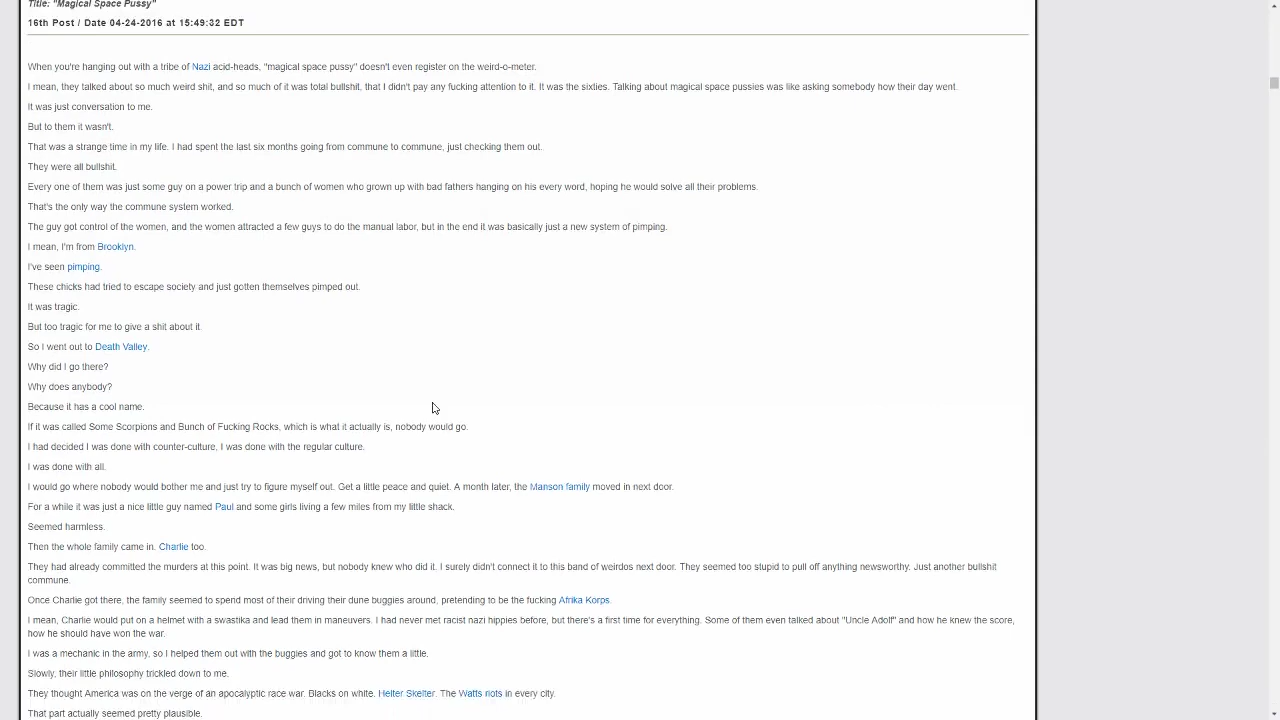 Title: "Magical Space Pussy"
16th Post / Date 04-24-2016 at 15:49:32 EDT
When you're hanging out with a tribe of Nazi acid-heads, "magical space pussy" doesn't even register on the weird-o-meter.
I mean, they talked about so much weird shit, and so much of it was total bullshit, that I didn't pay any fucking attention to it. It was the sixties. Talking about magical space pussies was like asking somebody how their day went.
It was just conversation to me.
But to them it wasn't.
That was a strange time in my life. I had spent the last six months going from commune to commune, just checking them out.
They were all bullshit.
Every one of them was just some guy on a power trip and a bunch of women who grown up with bad fathers hanging on his every word, hoping he would solve all their problems.
That's the only way the commune system worked.
The guy got control of the women, and the women attracted a few guys to do the manual labor, but in the end it was basically just a new system of pimping.
I mean, I'm from Brooklyn.
I've seen pimping.
These chicks had tried to escape society and just gotten themselves pimped out.
It was tragic.
But too tragic for me to give a shit about it.
So I went out to Death Valley.
Why did I go there?
Why does anybody?
Because it has a cool name.
If it was called Some Scorpions and Bunch of Fucking Rocks, which is what it actually is, nobody would go.
I had decided I was done with counter-culture, I was done with the regular culture.
I was done with all.
I would go where nobody would bother me and just try to figure myself out. Get a little peace and quiet. A month later, the Manson family moved in next door.
For a while it was just a nice little guy named Paul and some girls living a few miles from my little shack.
Seemed harmless.
Then the whole family came in. Charlie too.
They had already committed the murders at this point. It was big news, but nobody knew who did it. I surely didn't connect it to this band of weirdos next door. They seemed too stupid to pull off anything newsworthy. Just another bullshit
commune.
Once Charlie got there, the family seemed to spend most of their driving their dune buggies around, pretending to be the fucking Afrika Korps.
I mean, Charlie would put on a helmet with a swastika and lead them in maneuvers. I had never met racist nazi hippies before, but there's a first time for everything. Some of them even talked about "Uncle Adolf" and how he knew the score,
how he should have won the war.
I was a mechanic in the army, so I helped them out with the buggies and got to know them a little.
Slowly, their little philosophy trickled down to me.
They thought America was on the verge of an apocalyptic race war. Blacks on white. Helter Skelter. The Watts riots in every city.
That part actually seemed pretty plausible.